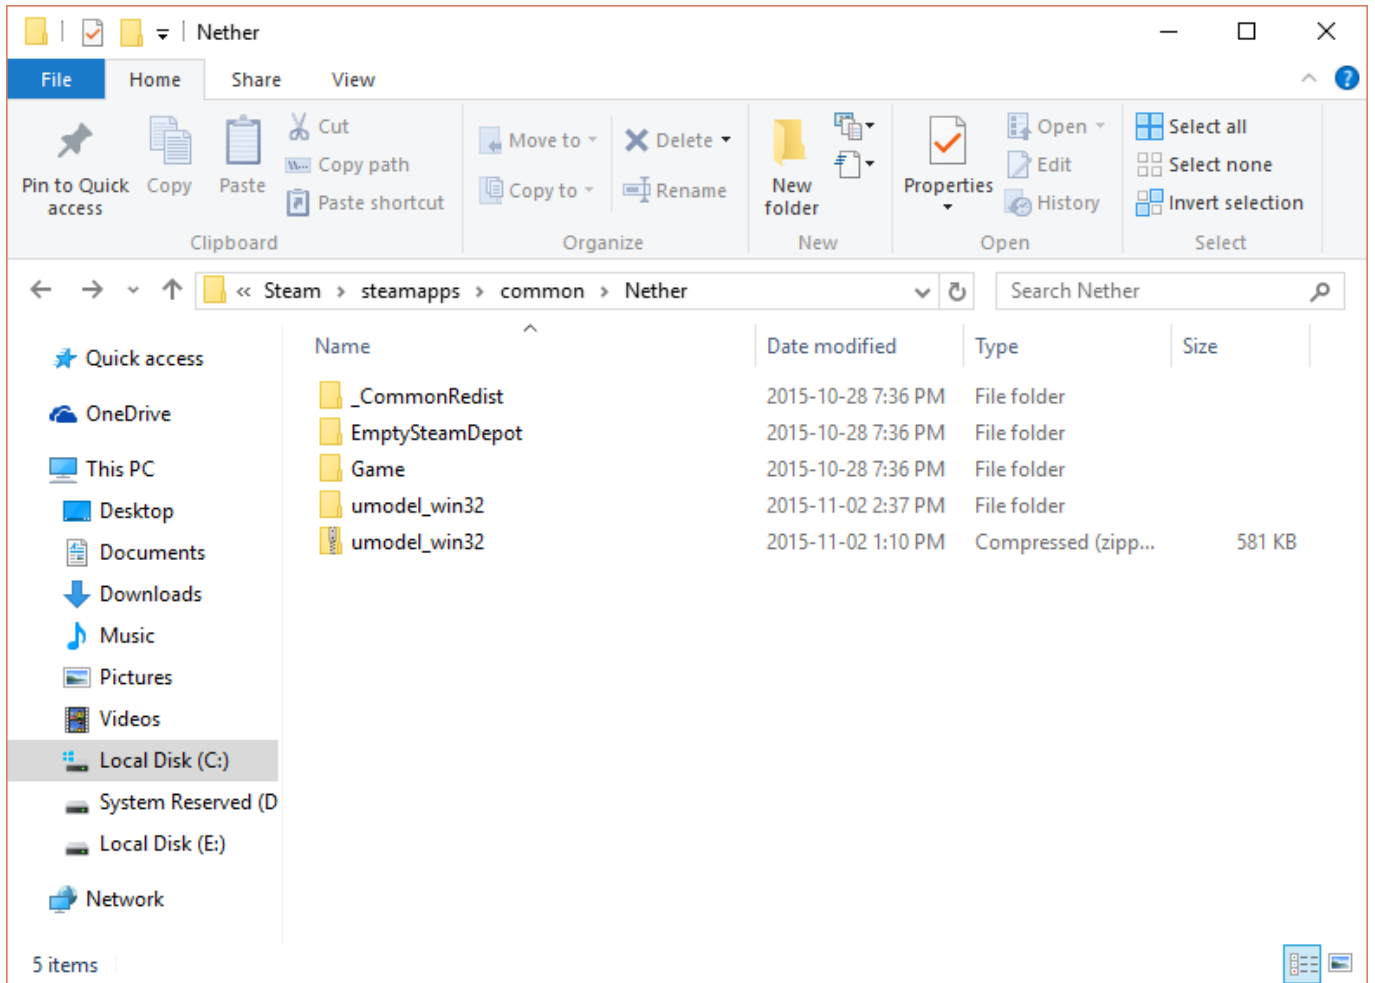 Nether
File Home Share View
Pin to Quick access
Copy
Paste
Cut
Copy path
Paste shortcut
Clipboard
Move to
Copy to
Delete
Rename
Organize
New folder
New
Properties
Open
Edit
History
Open
Select all
Select none
Invert selection
Select
« Steam > steamapps > common > Nether
Search Nether
Quick access
OneDrive
This PC
Desktop
Documents
Downloads
Music
Pictures
Videos
Local Disk (C:)
System Reserved (D
Local Disk (E:)
Network
Name Date modified Type Size
_CommonRedist 2015-10-28 7:36 PM File folder
EmptySteamDepot 2015-10-28 7:36 PM File folder
Game 2015-10-28 7:36 PM File folder
umodel_win32 2015-11-02 2:37 PM File folder
umodel_win32 2015-11-02 1:10 PM Compressed (zipp... 581 KB
5 items